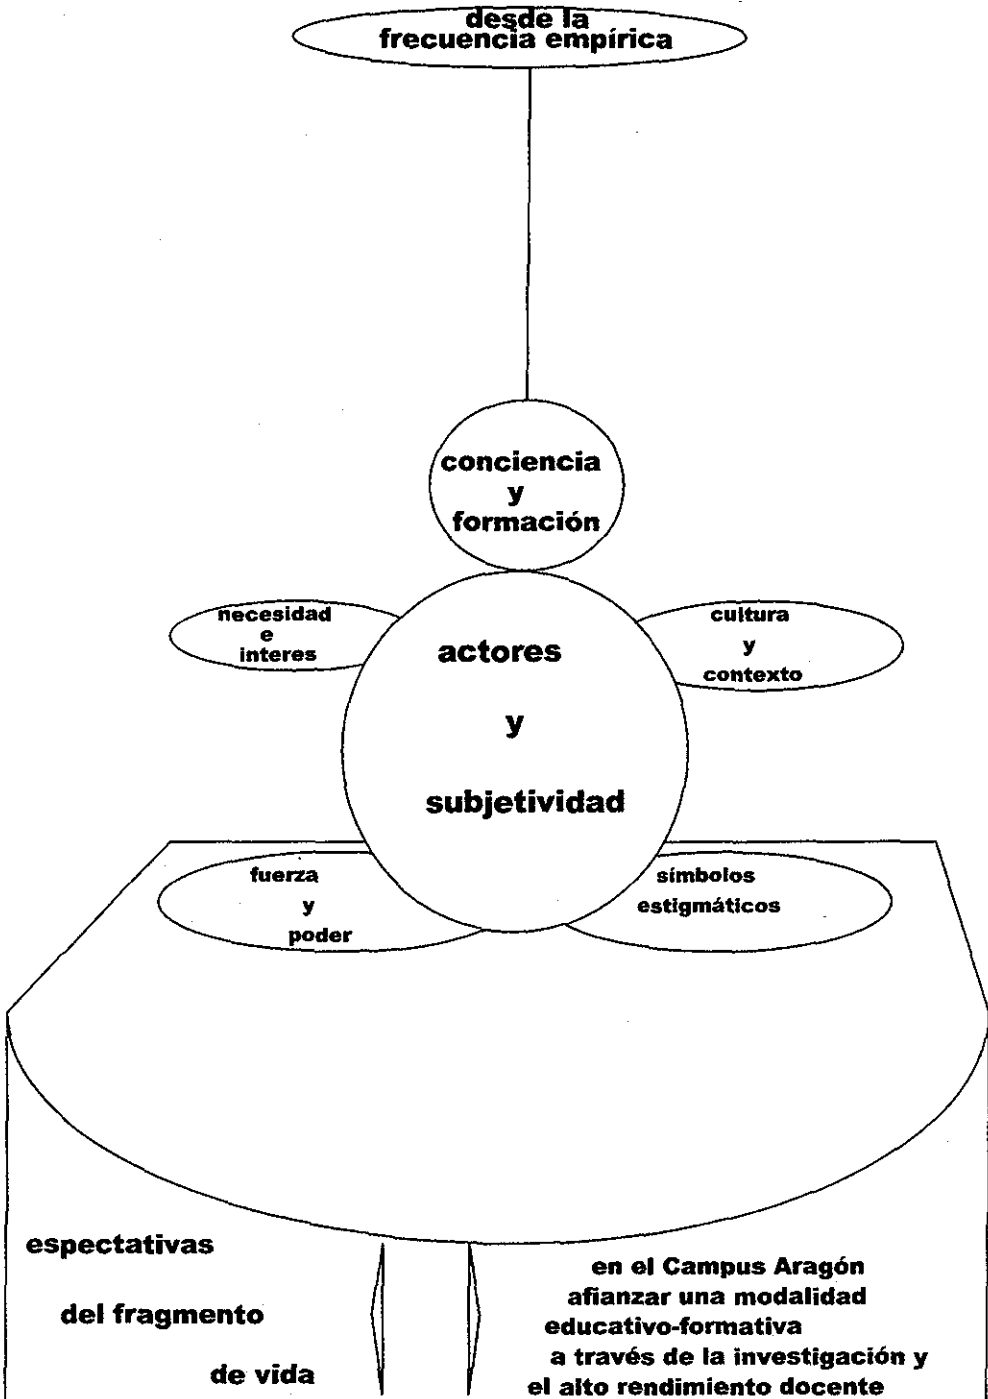 desde la
frecuencia empírica
conciencia
y
formación
necesidad
e
interes
actores
y
subjetividad
cultura
y
contexto
fuerza
y
poder
símbolos
estigmáticos
espectativas
del fragmento
de vida
en el Campus Aragón
afianzar una modalidad
educativo-formativa
a través de la investigación y
el alto rendimiento docente